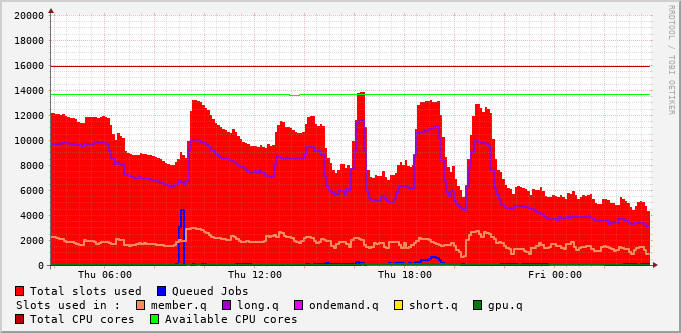 20000
18000
16000
14000
12000
10000
8000
6000
4000
2000
0
Thu 06:00 Thu 12:00 Thu 18:00 Fri 00:00
Total slots used Queued Jobs
Slots used in : member.q long.q ondemand.q short.q gpu.q
Total CPU cores Available CPU cores
RRDTOOL / TOBI OETIKER